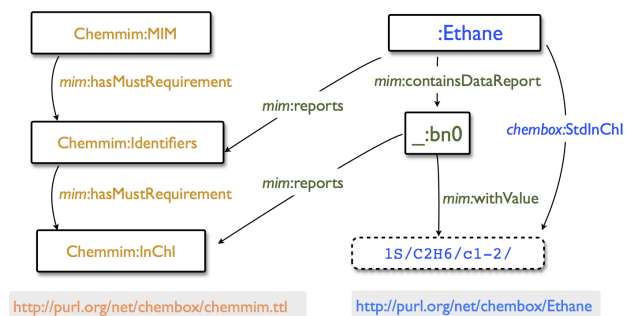 Chemmim:MIM
:Ethane
mim:hasMustRequirement
mim:containsDataReport
mim:reports
chembox:StdInChI
Chemmim:Identifiers
_:bn0
mim:hasMustRequirement
mim:reports
mim:withValue
Chemmim:InChI
1S/C2H6/c1-2/
http://purl.org/net/chembox/chemmim.ttl
http://purl.org/net/chembox/Ethane